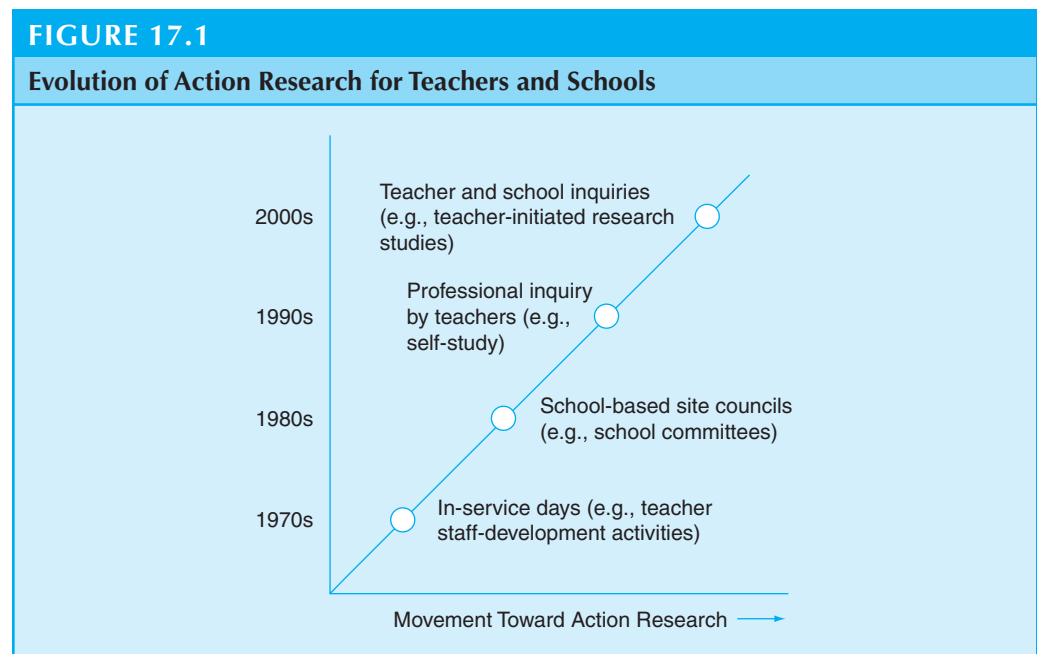 FIGURE 17.1
Evolution of Action Research for Teachers and Schools
2000s
Teacher and school inquiries
(e.g., teacher-initiated research
studies)
1990s
Professional inquiry
by teachers (e.g.,
self-study)
1980s
School-based site councils
(e.g., school committees)
1970s
In-service days (e.g., teacher
staff-development activities)
Movement Toward Action Research